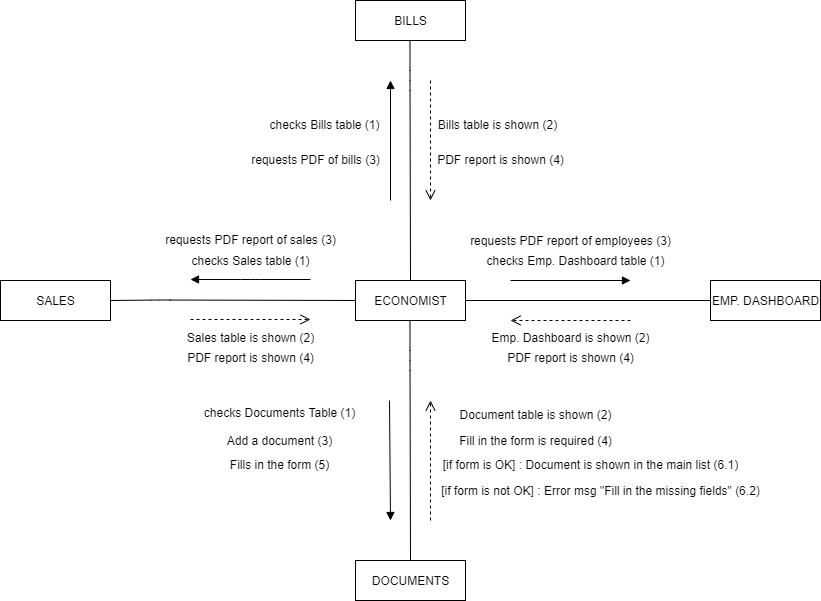 BILLS
checks Bills table (1)
Bills table is shown (2)
requests PDF of bills (3)
PDF report is shown (4)
requests PDF report of sales (3)
requests PDF report of employees (3)
checks Sales table (1)
checks Emp. Dashboard table (1)
SALES
ECONOMIST
EMP. DASHBOARD
Sales table is shown (2)
Emp. Dashboard is shown (2)
PDF report is shown (4)
PDF report is shown (4)
checks Documents Table (1)
Document table is shown (2)
Add a document (3)
Fill in the form is required (4)
Fills in the form (5)
[if form is OK] : Document is shown in the main list (6.1)
[if form is not OK] : Error msg "Fill in the missing fields" (6.2)
DOCUMENTS